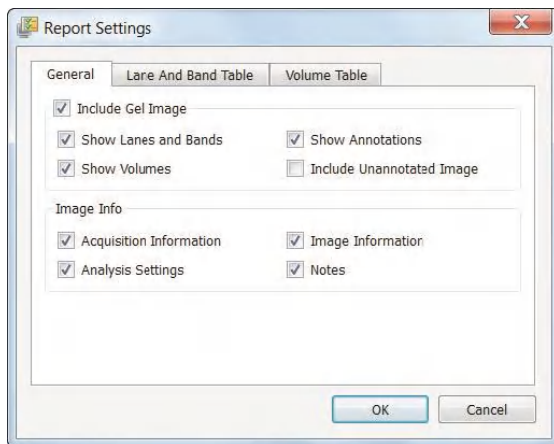 Report Settings
General Lare And Band Table Volume Table
Include Gel Image
Show Lanes and Bands Show Annotations
Show Volumes Include Unannotated Image
Image Info
Acquisition Information Image Information
Analysis Settings Notes
OK Cancel